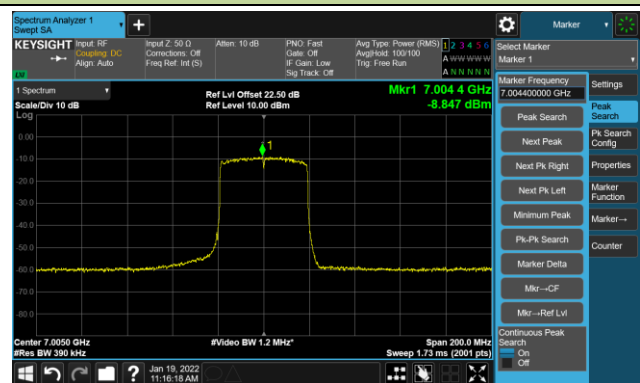 Spectrum Analyzer 1
Swept SA
Marker
KEYSIGHT
Input: RF
Coupling: DC
Align: Auto
Input Z: 50 Ω
Corrections: Off
Freq Ref: Int (S)
Atten: 10 dB
PNO: Fast
Gate: Off
IF Gain: Low
Sig Track: Off
Avg Type: Power (RMS)
Avg|Hold: 100/100
Trig: Free Run
1 2 3 4 5 6
A W W W W W
A N N N N N
LW
Select Marker
Marker 1
1 Spectrum
Scale/Div 10 dB
Log
Ref Lvl Offset 22.50 dB
Ref Level 10.00 dBm
Mkr1 7.004 4 GHz
-8.847 dBm
1
0.00
-10.0
-20.0
-30.0
-40.0
-50.0
-60.0
-70.0
-80.0
Center 7.0050 GHz
#Res BW 390 kHz
#Video BW 1.2 MHz*
Span 200.0 MHz
Sweep 1.73 ms (2001 pts)
Marker Frequency
7.004400000 GHz
Peak Search
Next Peak
Next Pk Right
Next Pk Left
Minimum Peak
Pk-Pk Search
Marker Delta
Mkr→CF
Mkr→Ref Lvl
Continuous Peak
Search
On
Off
Settings
Peak
Search
Pk Search
Config
Properties
Marker
Function
Marker→
Counter
Jan 19, 2022
11:16:18 AM